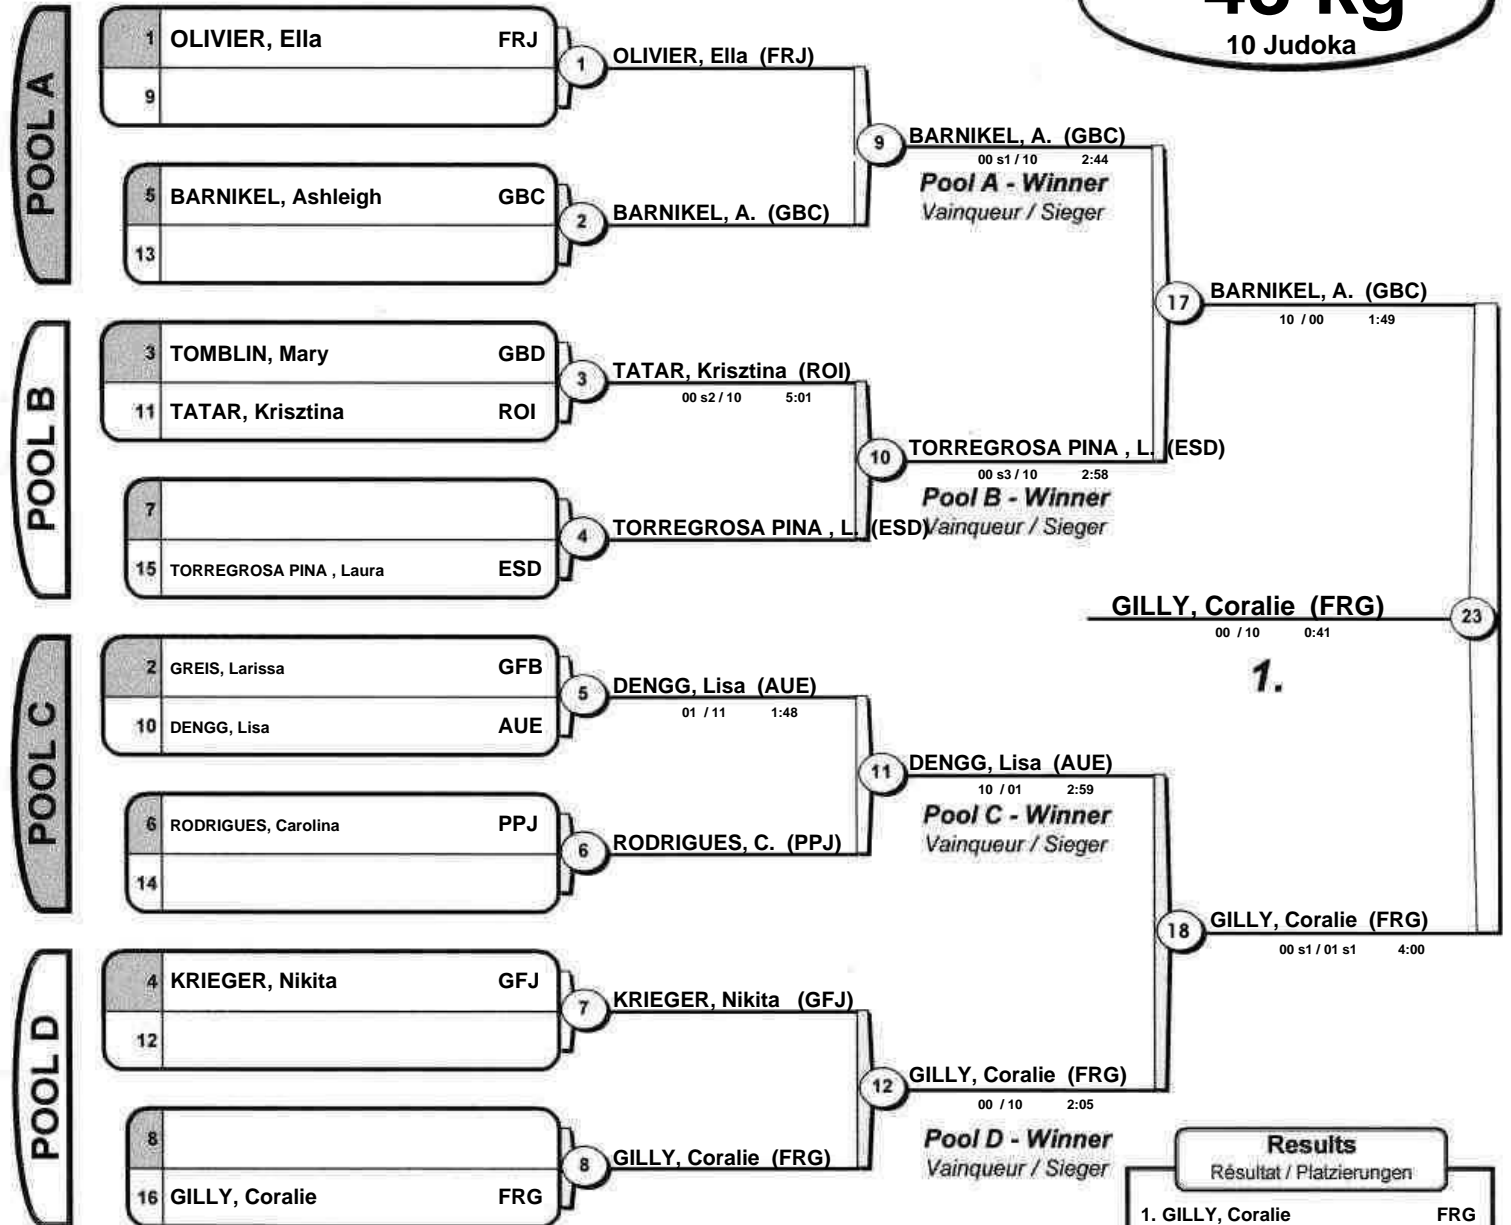 10 Judoka
POOL A
1 OLIVIER, Ella FRJ
9
1 OLIVIER, Ella (FRJ)
5 BARNIKEL, Ashleigh GBC
13
2 BARNIKEL, A. (GBC)
9 BARNIKEL, A. (GBC)
00 s1 / 10 2:44
Pool A - Winner
Vainqueur / Sieger
POOL B
3 TOMBLIN, Mary GBD
11 TATAR, Krisztina ROI
3 TATAR, Krisztina (ROI)
00 s2 / 10 5:01
7
15 TORREGROSA PINA , Laura ESD
4 TORREGROSA PINA , L. (ESD)
10 TORREGROSA PINA , L. (ESD)
00 s3 / 10 2:58
Pool B - Winner
Vainqueur / Sieger
17 BARNIKEL, A. (GBC)
10 / 00 1:49
POOL C
2 GREIS, Larissa GFB
10 DENGG, Lisa AUE
5 DENGG, Lisa (AUE)
01 / 11 1:48
6 RODRIGUES, Carolina PPJ
14
6 RODRIGUES, C. (PPJ)
11 DENGG, Lisa (AUE)
10 / 01 2:59
Pool C - Winner
Vainqueur / Sieger
POOL D
4 KRIEGER, Nikita GFJ
12
7 KRIEGER, Nikita (GFJ)
8
16 GILLY, Coralie FRG
8 GILLY, Coralie (FRG)
12 GILLY, Coralie (FRG)
00 / 10 2:05
Pool D - Winner
Vainqueur / Sieger
18 GILLY, Coralie (FRG)
00 s1 / 01 s1 4:00
GILLY, Coralie (FRG) 23
00 / 10 0:41
1.
Results
Résultat / Platzierungen
1. GILLY, Coralie FRG